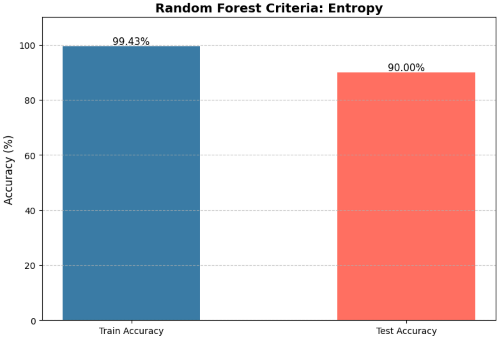 Random Forest Criteria: Entropy
Accuracy (%)
100
80
60
40
20
0
99.43%
90.00%
Train Accuracy
Test Accuracy